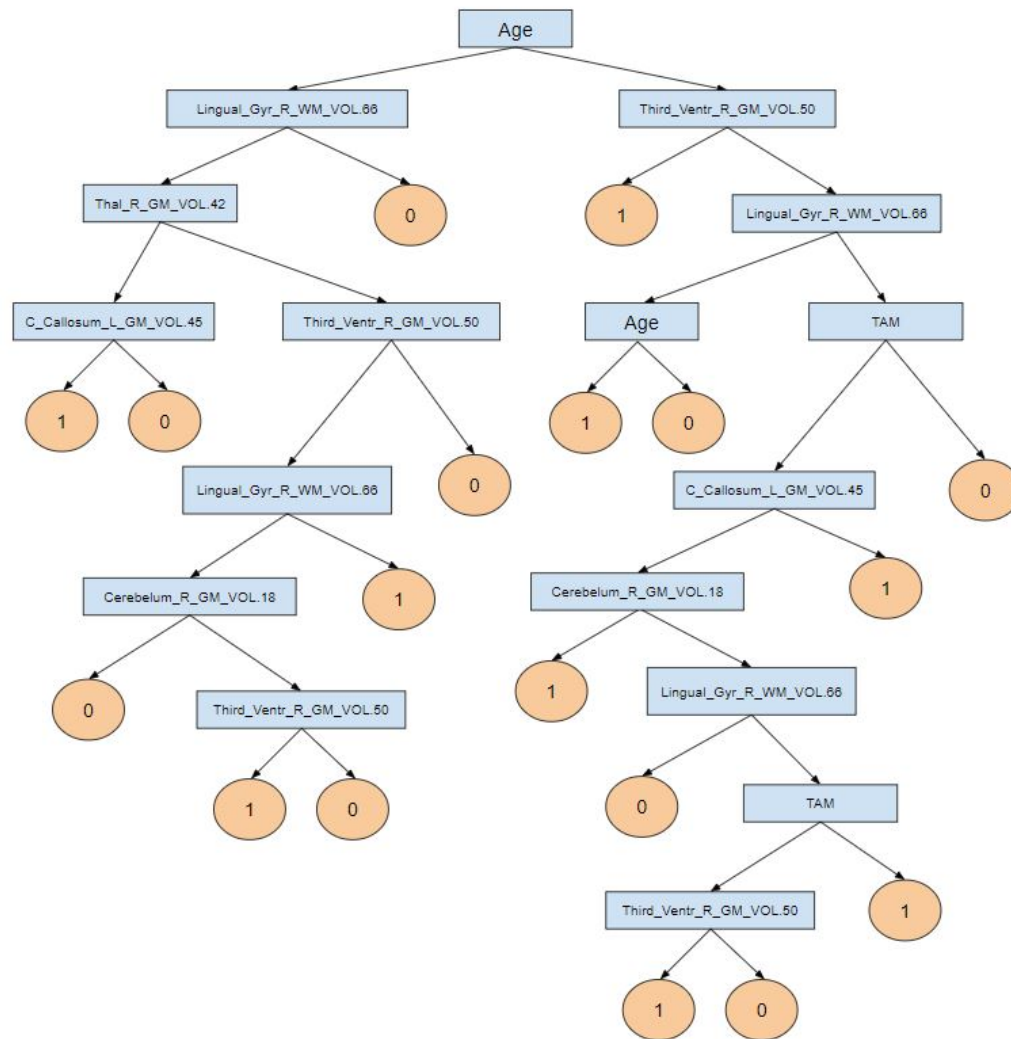 Age
Lingual_Gyr_R_WM_VOL.66
Third_Ventr_R_GM_VOL.50
Thal_R_GM_VOL.42
0
1
Lingual_Gyr_R_WM_VOL.66
C_Callosum_L_GM_VOL.45
Third_Ventr_R_GM_VOL.50
Age
TAM
1
0
1
0
Lingual_Gyr_R_WM_VOL.66
0
C_Callosum_L_GM_VOL.45
0
Cerebelum_R_GM_VOL.18
1
Cerebelum_R_GM_VOL.18
1
0
Third_Ventr_R_GM_VOL.50
1
Lingual_Gyr_R_WM_VOL.66
1
0
0
TAM
Third_Ventr_R_GM_VOL.50
1
1
0